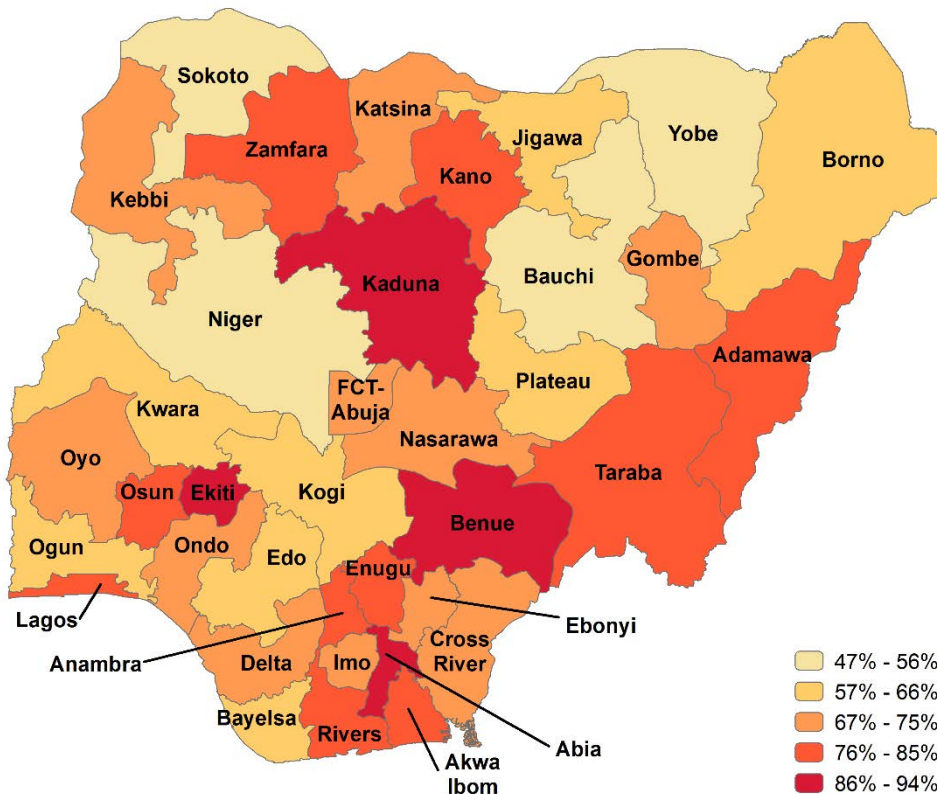 Sokoto
Katsina
Zamfara
Jigawa
Yobe
Kano
Borno
Kebbi
Gombe
Bauchi
Kaduna
Niger
Adamawa
FCT-
Abuja
Plateau
Kwara
Nasarawa
Oyo
Taraba
Osun
Ekiti
Kogi
Benue
Ogun
Ondo
Edo
Enugu
Lagos
Ebonyi
Anambra
Delta
Imo
Cross
River
Bayelsa
Rivers
Abia
Akwa
Ibom
47% - 56%
57% - 66%
67% - 75%
76% - 85%
86% - 94%